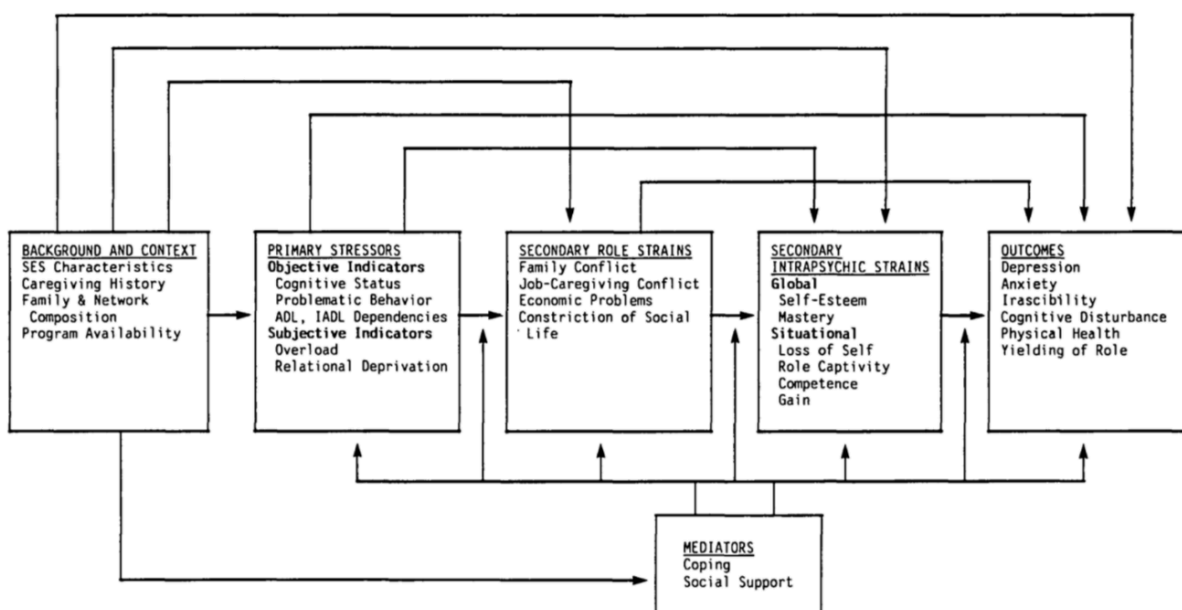 BACKGROUND AND CONTEXT
SES Characteristics
Caregiving History
Family & Network
Composition
Program Availability
PRIMARY STRESSORS
Objective Indicators
Cognitive Status
Problematic Behavior
ADL, IADL Dependencies
Subjective Indicators
Overload
Relational Deprivation
SECONDARY ROLE STRAINS
Family Conflict
Job-Caregiving Conflict
Economic Problems
Constriction of Social
Life
SECONDARY
INTRAPSYCHIC STRAINS
Global
Self-Esteem
Mastery
Situational
Loss of Self
Role Captivity
Competence
Gain
OUTCOMES
Depression
Anxiety
Irascibility
Cognitive Disturbance
Physical Health
Yielding of Role
MEDIATORS
Coping
Social Support